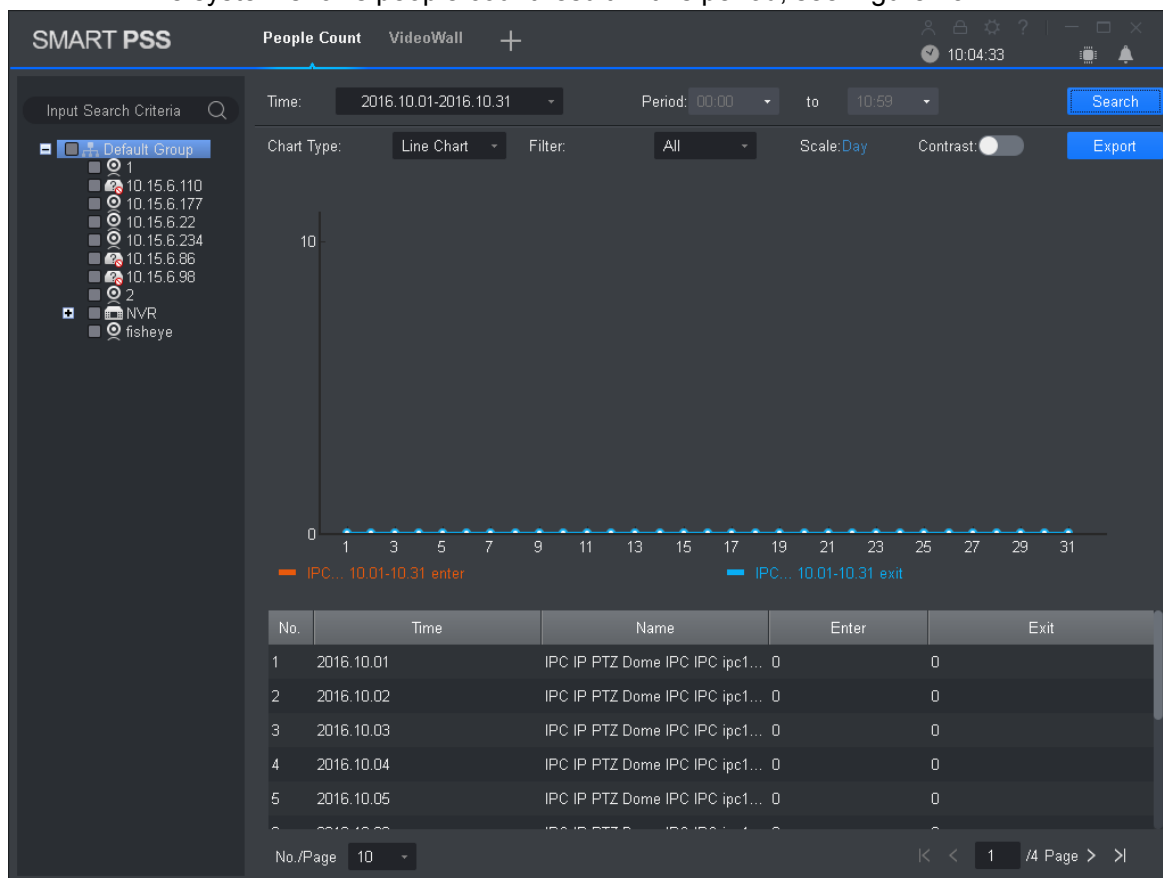 SMART PSS
People Count VideoWall
10:04:33
Input Search Criteria
Default Group
1
10.15.6.110
10.15.6.177
10.15.6.22
10.15.6.234
10.15.6.86
10.15.6.98
2
NVR
fisheye
Time: 2016.10.01-2016.10.31 Period: 00:00 to 10:59 Search
Chart Type: Line Chart Filter: All Scale:Day Contrast: Export
10
0
1 3 5 7 9 11 13 15 17 19 21 23 25 27 29 31
IPC... 10.01-10.31 enter IPC... 10.01-10.31 exit
No. Time Name Enter Exit
1 2016.10.01 IPC IP PTZ Dome IPC IPC ipc1... 0 0
2 2016.10.02 IPC IP PTZ Dome IPC IPC ipc1... 0 0
3 2016.10.03 IPC IP PTZ Dome IPC IPC ipc1... 0 0
4 2016.10.04 IPC IP PTZ Dome IPC IPC ipc1... 0 0
5 2016.10.05 IPC IP PTZ Dome IPC IPC ipc1... 0 0
No./Page 10 1 /4 Page